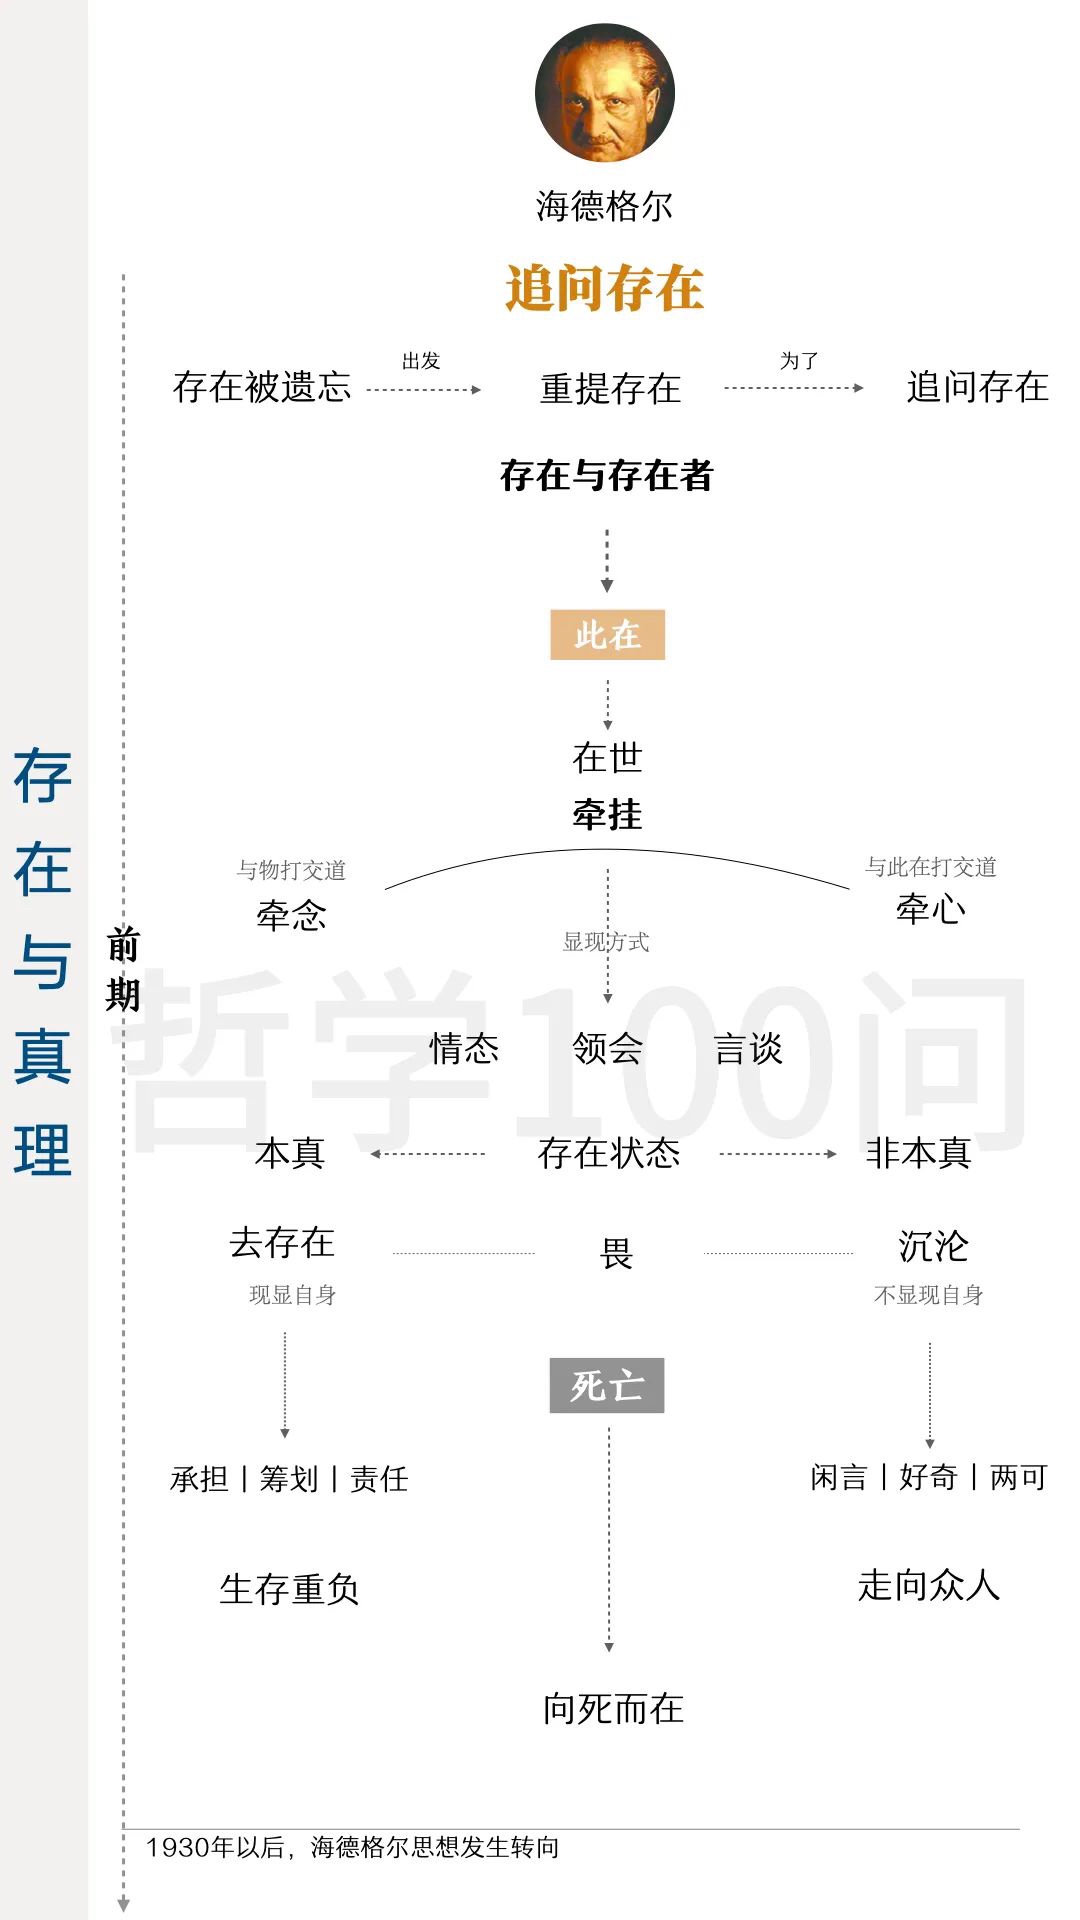 海德格尔
追问存在
存在被遗忘 出发 重提存在 为了 追问存在
存在与存在者
此在
在世
牵挂
与物打交道
牵念
与此在打交道
牵心
显现方式
情态 领会 言谈
本真 存在状态 非本真
去存在 畏 沉沦
现显自身 不显现自身
死亡
承担丨筹划丨责任
闲言丨好奇丨两可
生存重负
走向众人
向死而在
1930年以后，海德格尔思想发生转向
前期
存在与真理
哲学100问